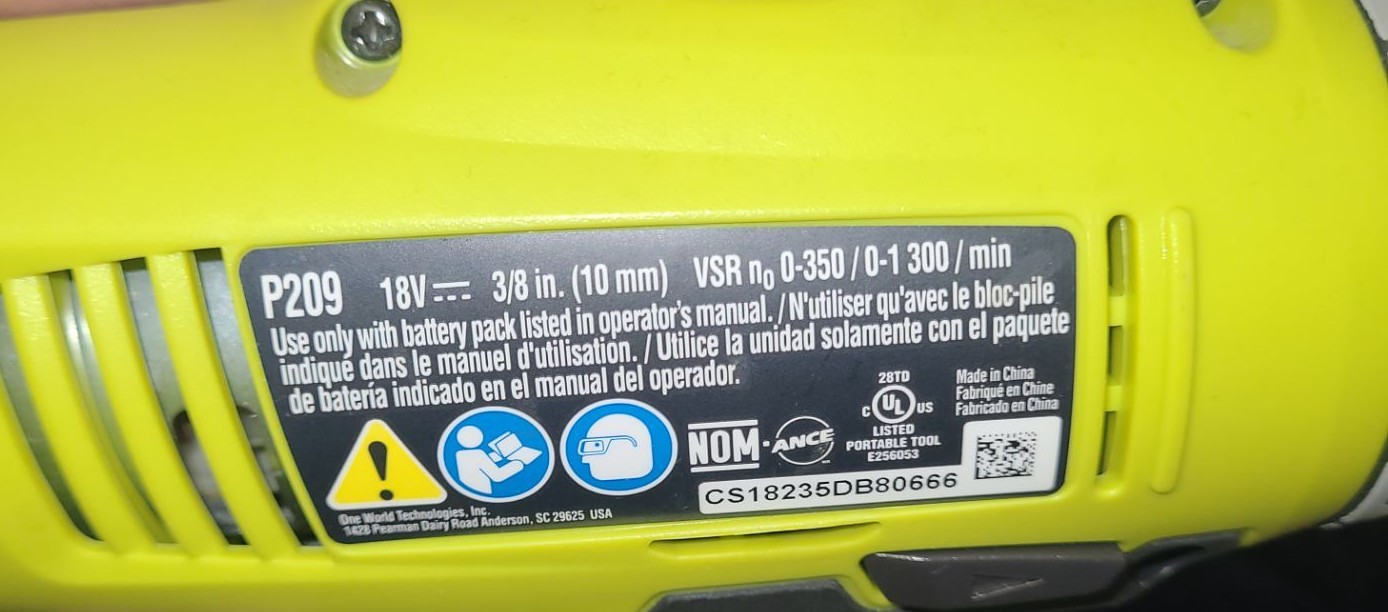 P209 18V 3/8 in. (10 mm) VSR n0 0-350 / 0-1 300 / min
Use only with battery pack listed in operator's manual. / N'utiliser qu'avec le bloc-pile
indiqué dans le manuel d'utilisation. / Utilice la unidad solamente con el paquete
de batería indicado en el manual del operador.
28TD
C UL US
LISTED
PORTABLE TOOL
E256053
Made in China
Fabriqué en Chine
Fabricado en China
NOM-ANCE
CS18235DB80666
One World Technologies, Inc.
1428 Pearman Dairy Road Anderson, SC 29625 USA